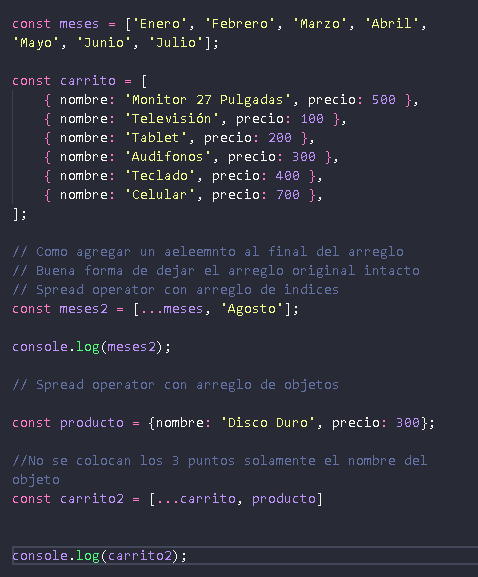 const meses = ['Enero', 'Febrero', 'Marzo', 'Abril',
'Mayo', 'Junio', 'Julio'];
const carrito = [
{ nombre: 'Monitor 27 Pulgadas', precio: 500 },
{ nombre: 'Televisión', precio: 100 },
{ nombre: 'Tablet', precio: 200 },
{ nombre: 'Audifonos', precio: 300 },
{ nombre: 'Teclado', precio: 400 },
{ nombre: 'Celular', precio: 700 },
];
// Como agregar un aeleemnto al final del arreglo
// Buena forma de dejar el arreglo original intacto
// Spread operator con arreglo de indices
const meses2 = [...meses, 'Agosto'];
console.log(meses2);
// Spread operator con arreglo de objetos
const producto = {nombre: 'Disco Duro', precio: 300};
//No se colocan los 3 puntos solamente el nombre del
objeto
const carrito2 = [...carrito, producto]
console.log(carrito2);